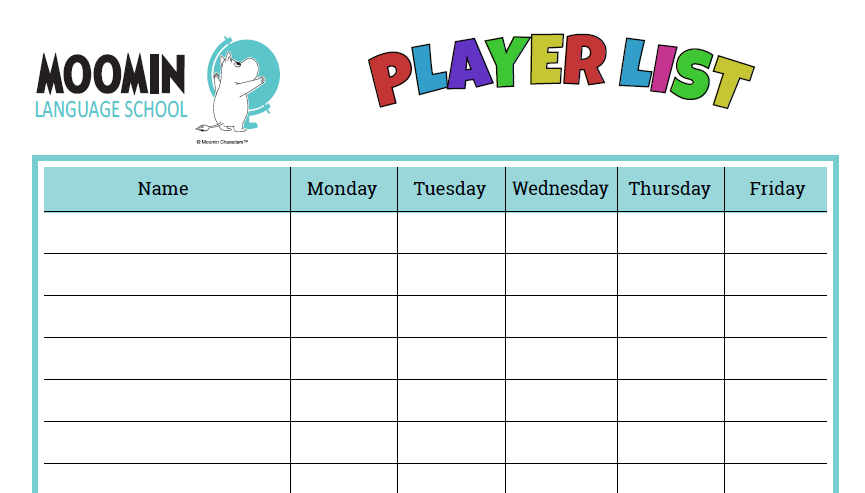 MOOMIN
LANGUAGE SCHOOL
© Moomin Characters™
PLAYER LIST
Name Monday Tuesday Wednesday Thursday Friday